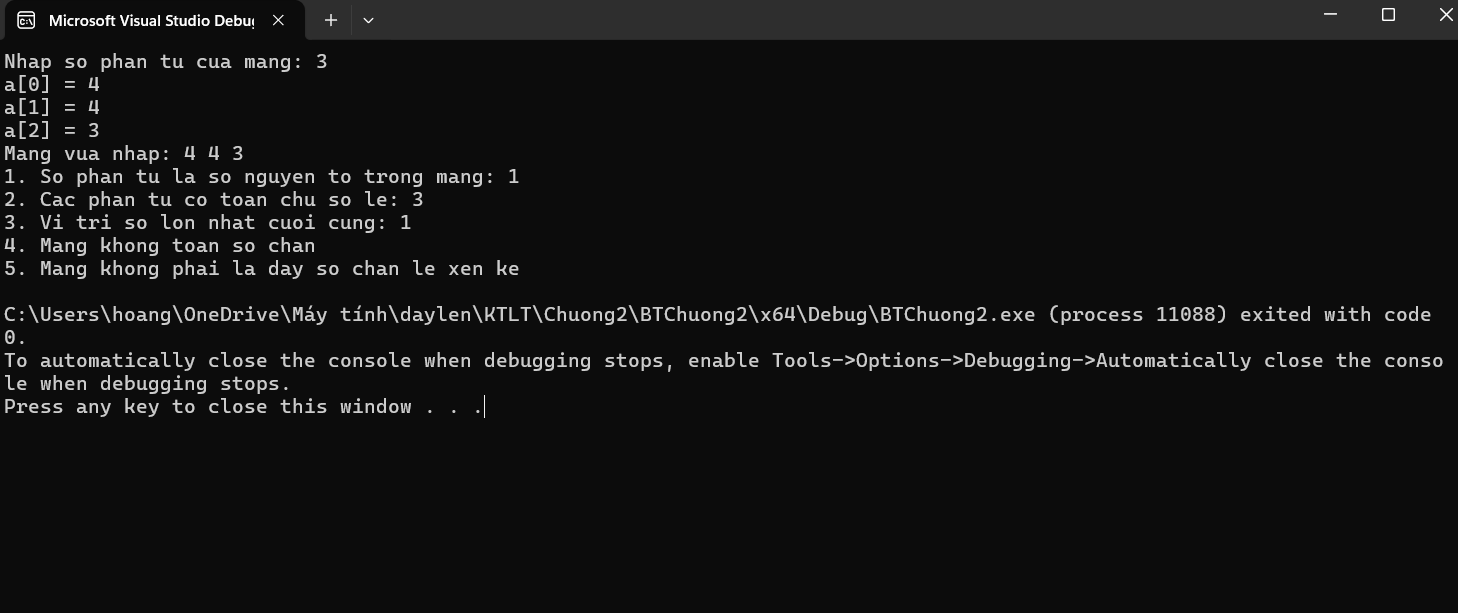 Microsoft Visual Studio Debu
Nhap so phan tu cua mang: 3
a[0] = 4
a[1] = 4
a[2] = 3
Mang vua nhap: 4 4 3
1. So phan tu la so nguyen to trong mang: 1
2. Cac phan tu co toan chu so le: 3
3. Vi tri so lon nhat cuoi cung: 1
4. Mang khong toan so chan
5. Mang khong phai la day so chan le xen ke
C:\Users\hoang\OneDrive\Máy tính\daylen\KTLT\Chuong2\BTChuong2\x64\Debug\BTChuong2.exe (process 11088) exited with code
0.
To automatically close the console when debugging stops, enable Tools->Options->Debugging->Automatically close the conso
le when debugging stops.
Press any key to close this window . . .